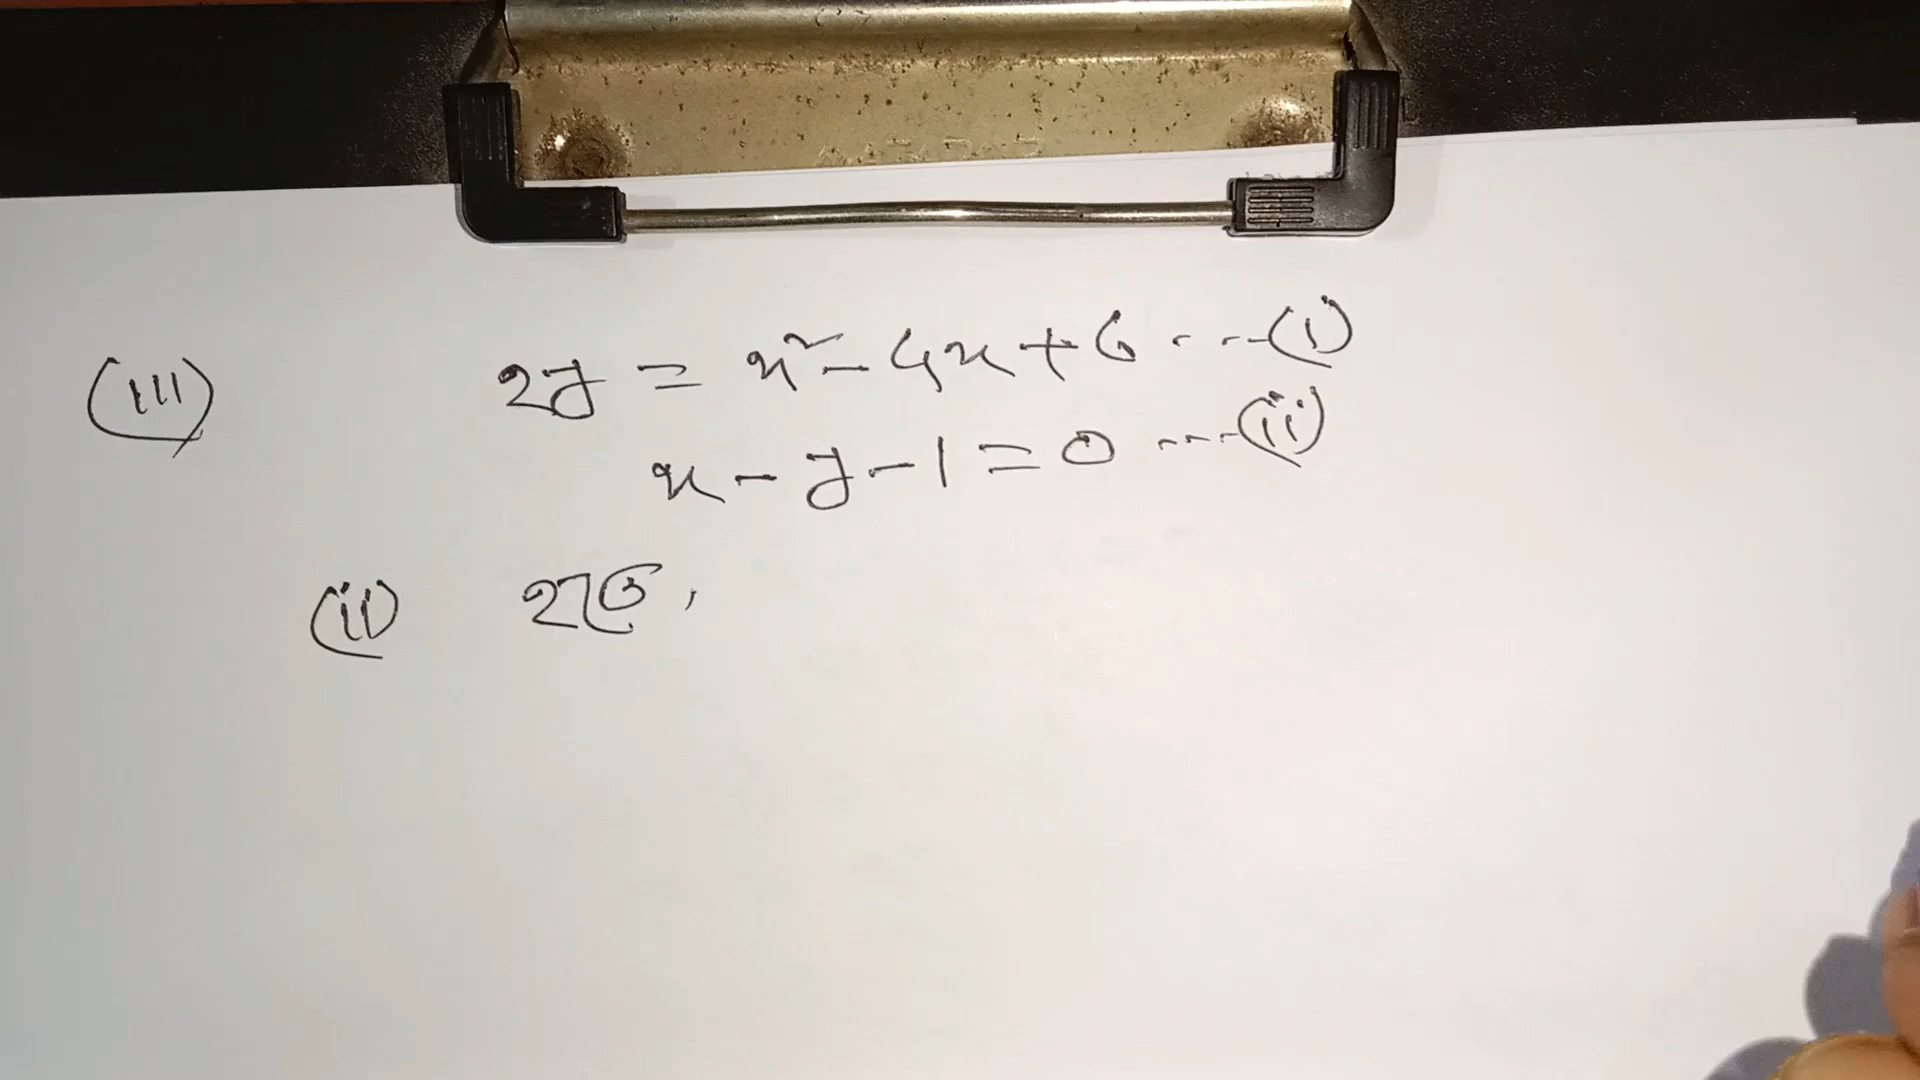 (iii) 2y = x² - 4x + 6 ...(i)
x - y - 1 = 0 ...(ii)
(ii) হতে,